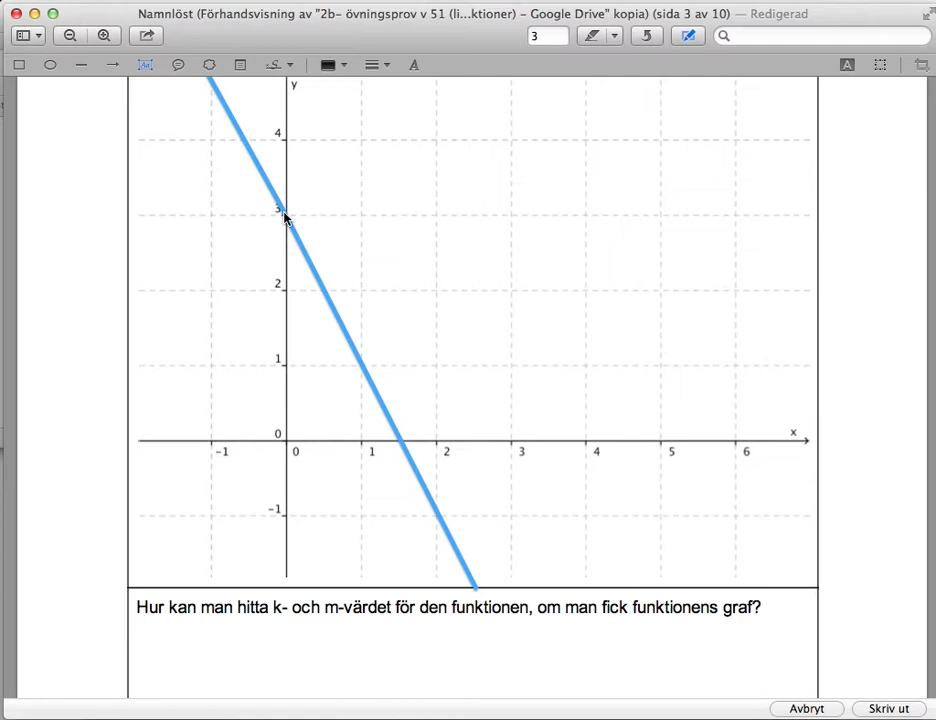 Namnlöst (Förhandsvisning av "2b– övningsprov v 51 (li...ktioner) – Google Drive" kopia) (sida 3 av 10) — Redigerad
3
Aa
A
A
y
4
3
2
1
0
x
-1
0
1
2
3
4
5
6
-1
Hur kan man hitta k- och m-värdet för den funktionen, om man fick funktionens graf?
Avbryt
Skriv ut